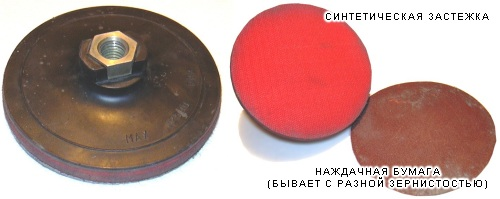 СИНТЕТИЧЕСКАЯ ЗАСТЕЖКА
НАЖДАЧНАЯ БУМАГА
(БЫВАЕТ С РАЗНОЙ ЗЕРНИСТОСТЬЮ)